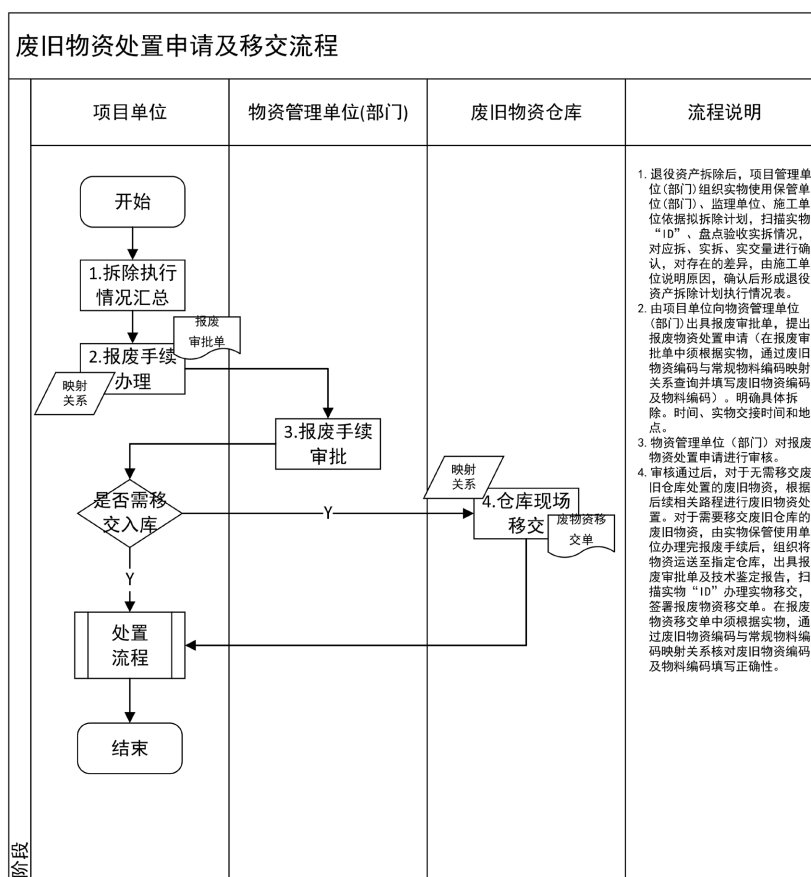 废旧物资处置申请及移交流程
项目单位
物资管理单位(部门)
废旧物资仓库
流程说明
开始
1.拆除执行
情况汇总
报废
审批单
2.报废手续
办理
映射
关系
3.报废手续
审批
是否需移
交入库
Y
映射
关系
4.仓库现场
移交
废物资移
交单
Y
处置
流程
结束
阶段
1. 退役资产拆除后，项目管理单
位(部门)组织实物使用保管单
位(部门)、监理单位、施工单
位依据拟拆除计划，扫描实物
“ID”、盘点验收实拆情况，
对应拆、实拆、实交量进行确
认，对存在的差异，由施工单
位说明原因，确认后形成退役
资产拆除计划执行情况表。
2. 由项目单位向物资管理单位
(部门)出具报废审批单，提出
报废物资处置申请（在报废审
批单中须根据实物，通过废旧
物资编码与常规物料编码映射
关系查询并填写废旧物资编码
及物料编码）。明确具体拆
除。时间、实物交接时间和地
点。
3. 物资管理单位（部门）对报废
物资处置申请进行审核。
4. 审核通过后，对于无需移交废
旧仓库处置的废旧物资，根据
后续相关路程进行废旧物资处
置。对于需要移交废旧仓库的
废旧物资，由实物保管使用单
位办理完报废手续后，组织将
物资运送至指定仓库，出具报
废审批单及技术鉴定报告，扫
描实物“ID”办理实物移交，
签署报废物资移交单。在报废
物资移交单中须根据实物，通
过废旧物资编码与常规物料编
码映射关系核对废旧物资编码
及物料编码填写正确性。